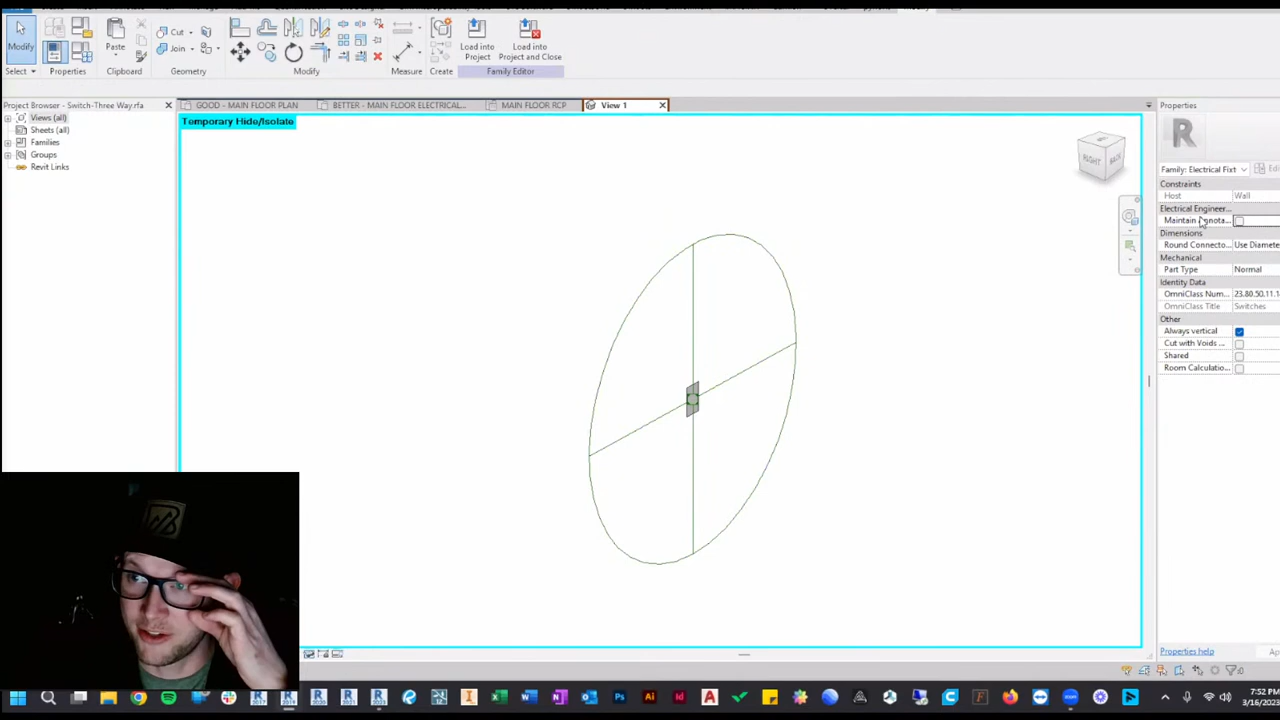 Modify
Select
Properties
Paste
Clipboard
Cut
Join
Geometry
Modify
Measure
Create
Load into
Project
Load into
Project and Close
Family Editor
Project Browser - Switch-Three Way.rfa
Views (all)
Sheets (all)
Families
Groups
Revit Links
GOOD - MAIN FLOOR PLAN
BETTER - MAIN FLOOR ELECTRICAL...
MAIN FLOOR RCP
View 1
Temporary Hide/Isolate
RIGHT
BACK
Properties
Family: Electrical Fixt
Constraints
Host Wall
Electrical Engineer...
Dimensions
Round Connecto... Use Diamete
Mechanical
Part Type Normal
Identity Data
OmniClass Num... 23.80.50.11.1
OmniClass Title Switches
Other
Always vertical
Cut with Voids ...
Shared
Room Calculatio...
Properties help
7:52 PM